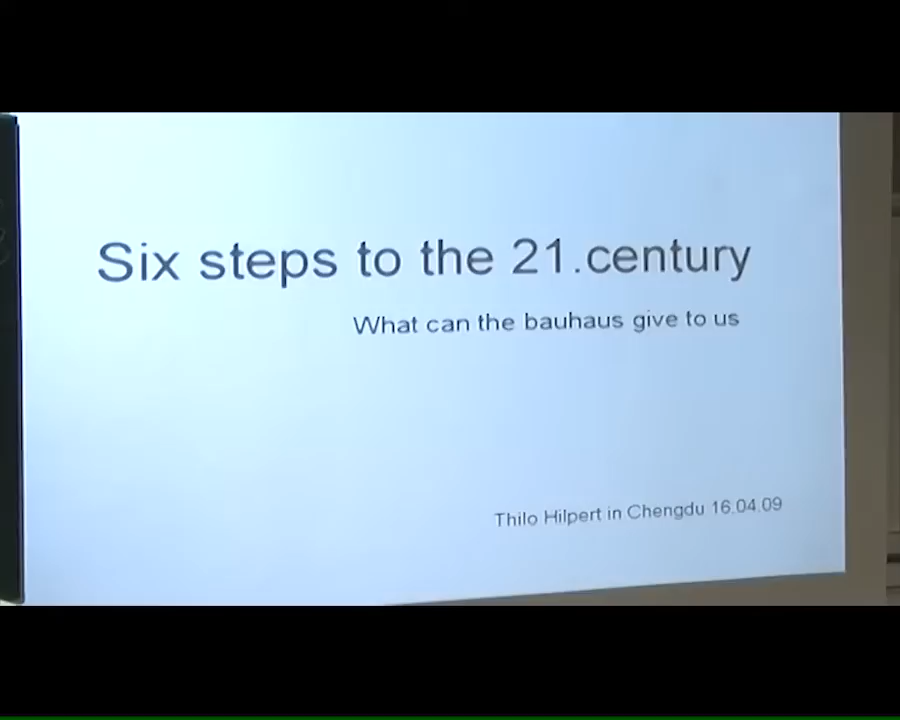 Six steps to the 21.century
What can the bauhaus give to us
Thilo Hilpert in Chengdu 16.04.09